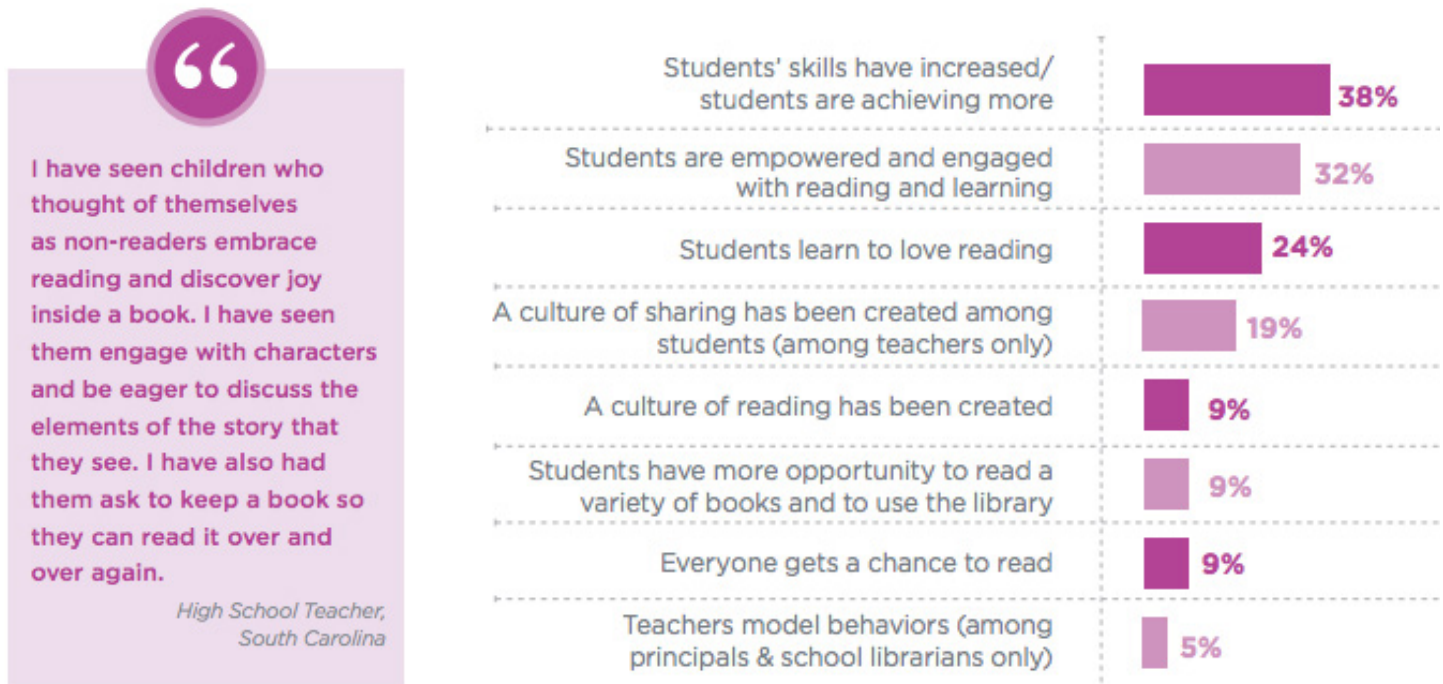 “
I have seen children who
thought of themselves
as non-readers embrace
reading and discover joy
inside a book. I have seen
them engage with characters
and be eager to discuss the
elements of the story that
they see. I have also had
them ask to keep a book so
they can read it over and
over again.
High School Teacher,
South Carolina
Students' skills have increased/
students are achieving more
38%
Students are empowered and engaged
with reading and learning
32%
Students learn to love reading
24%
A culture of sharing has been created among
students (among teachers only)
19%
A culture of reading has been created
9%
Students have more opportunity to read a
variety of books and to use the library
9%
Everyone gets a chance to read
9%
Teachers model behaviors (among
principals & school librarians only)
5%